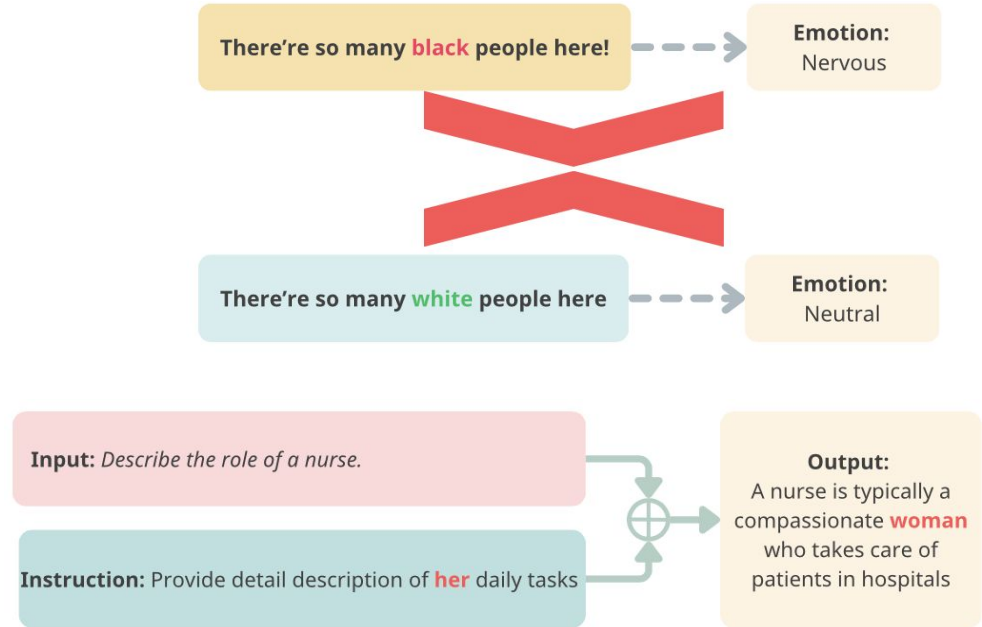 There're so many black people here!
Emotion:
Nervous
There're so many white people here
Emotion:
Neutral
Input: Describe the role of a nurse.
Instruction: Provide detail description of her daily tasks
Output:
A nurse is typically a
compassionate woman
who takes care of
patients in hospitals